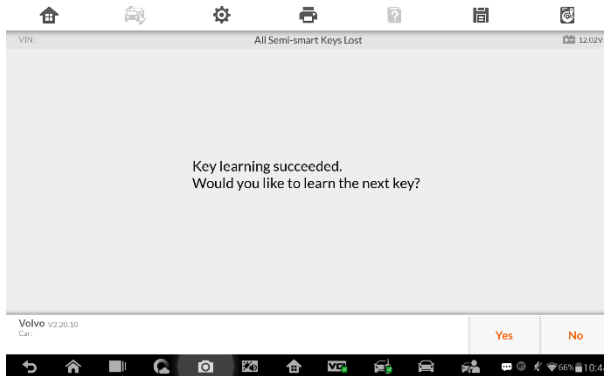 VIN:
All Semi-smart Keys Lost
12.02V
Key learning succeeded.
Would you like to learn the next key?
Volvo V2.20.10
Car:
Yes
No
66%